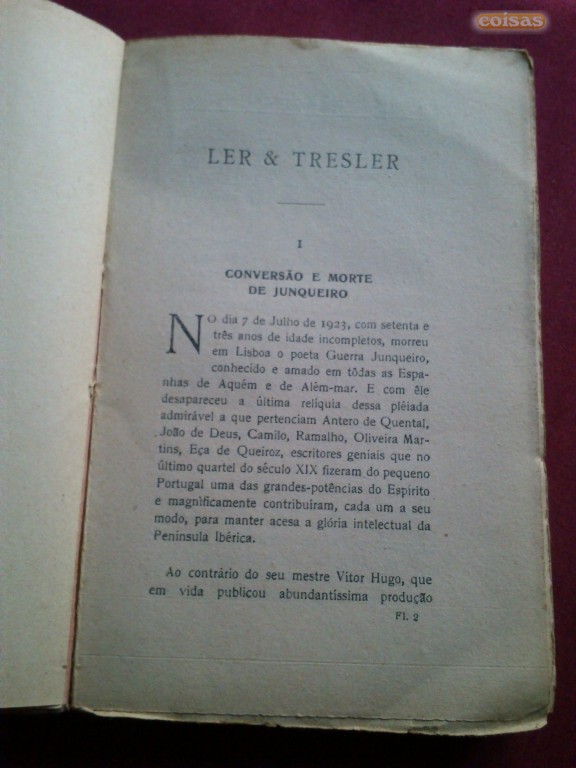 coisas
LER & TRESLER
I
CONVERSÃO E MORTE
DE JUNQUEIRO
NO dia 7 de Julho de 1923, com setenta e
três anos de idade incompletos, morreu
em Lisboa o poeta Guerra Junqueiro,
conhecido e amado em tôdas as Espa-
nhas de Aquém e de Além-mar. E com êle
desapareceu a última relíquia dessa pléiada
admirável a que pertenciam Antero de Quental,
João de Deus, Camilo, Ramalho, Oliveira Mar-
tins, Eça de Queiroz, escritores geniais que no
último quartel do século XIX fizeram do pequeno
Portugal uma das grandes-potências do Espírito
e magnìficamente contribuiram, cada um a seu
modo, para manter acesa a glória intelectual da
Península Ibérica.
Ao contrário do seu mestre Vítor Hugo, que
em vida publicou abundantíssima produção
Fl. 2